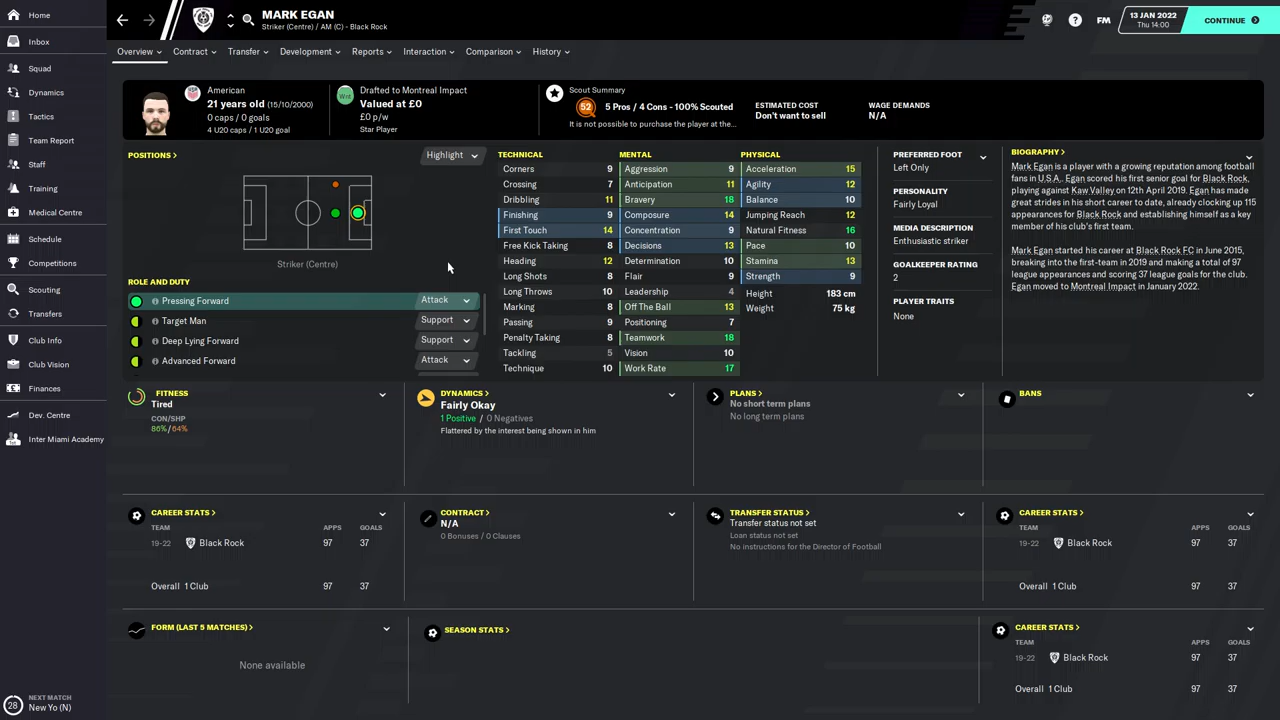 Home
Inbox
Squad
Dynamics
Tactics
Team Report
Staff
Training
Medical Centre
Schedule
Competitions
Scouting
Transfers
Club Info
Club Vision
Finances
Dev. Centre
Inter Miami Academy
28
NEXT MATCH
New Yo (N)
MARK EGAN
Striker (Centre) / AM (C) - Black Rock
FM
13 JAN 2022
Thu 14:00
CONTINUE
Overview
Contract
Transfer
Development
Reports
Interaction
Comparison
History
American
21 years old (15/10/2000)
0 caps / 0 goals
4 U20 caps / 1 U20 goal
Drafted to Montreal Impact
Valued at £0
£0 p/w
Star Player
Scout Summary
52
5 Pros / 4 Cons - 100% Scouted
It is not possible to purchase the player at the...
ESTIMATED COST
Don't want to sell
WAGE DEMANDS
N/A
POSITIONS
Highlight
Striker (Centre)
ROLE AND DUTY
Pressing Forward Attack
Target Man Support
Deep Lying Forward Support
Advanced Forward Attack
TECHNICAL
Corners 9
Crossing 7
Dribbling 11
Finishing 9
First Touch 14
Free Kick Taking 8
Heading 12
Long Shots 8
Long Throws 10
Marking 8
Passing 9
Penalty Taking 8
Tackling 5
Technique 10
MENTAL
Aggression 9
Anticipation 11
Bravery 18
Composure 14
Concentration 9
Decisions 13
Determination 10
Flair 9
Leadership 4
Off The Ball 13
Positioning 7
Teamwork 18
Vision 10
Work Rate 17
PHYSICAL
Acceleration 15
Agility 12
Balance 10
Jumping Reach 12
Natural Fitness 16
Pace 10
Stamina 13
Strength 9
Height 183 cm
Weight 75 kg
PREFERRED FOOT
Left Only
PERSONALITY
Fairly Loyal
MEDIA DESCRIPTION
Enthusiastic striker
GOALKEEPER RATING
2
PLAYER TRAITS
None
BIOGRAPHY
Mark Egan is a player with a growing reputation among football
fans in U.S.A.. Egan scored his first senior goal for Black Rock,
playing against Kaw Valley on 12th April 2019. Egan has made
great strides in his short career to date, already clocking up 115
appearances for Black Rock and establishing himself as a key
member of his club's first team.
Mark Egan started his career at Black Rock FC in June 2015,
breaking into the first-team in 2019 and making a total of 97
league appearances and scoring 37 league goals for the club.
Egan moved to Montreal Impact in January 2022.
FITNESS
Tired
CON/SHP
86%/64%
DYNAMICS
Fairly Okay
1 Positive / 0 Negatives
Flattered by the interest being shown in him
PLANS
No short term plans
No long term plans
BANS
CAREER STATS
TEAM APPS GOALS
19-22 Black Rock 97 37
Overall 1 Club 97 37
CONTRACT
N/A
0 Bonuses / 0 Clauses
TRANSFER STATUS
Transfer status not set
Loan status not set
No instructions for the Director of Football
CAREER STATS
TEAM APPS GOALS
19-22 Black Rock 97 37
Overall 1 Club 97 37
FORM (LAST 5 MATCHES)
None available
SEASON STATS
CAREER STATS
TEAM APPS GOALS
19-22 Black Rock 97 37
Overall 1 Club 97 37